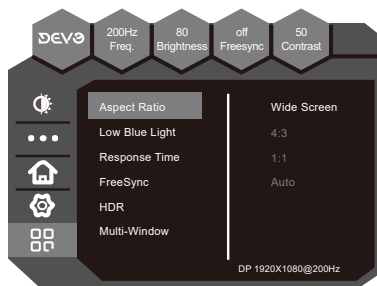 DEV9
200Hz
Freq.
80
Brightness
off
Freesync
50
Contrast
Aspect Ratio
Wide Screen
Low Blue Light
4:3
Response Time
1:1
FreeSync
Auto
HDR
Multi-Window
DP 1920X1080@200Hz